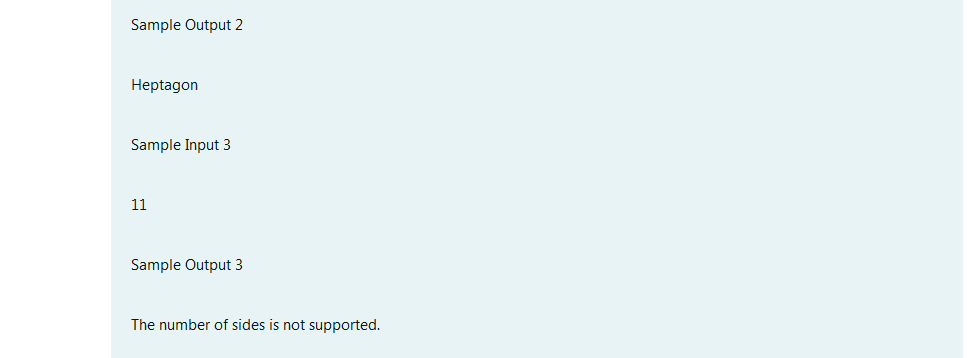 Sample Output 2
Heptagon
Sample Input 3
11
Sample Output 3
The number of sides is not supported.